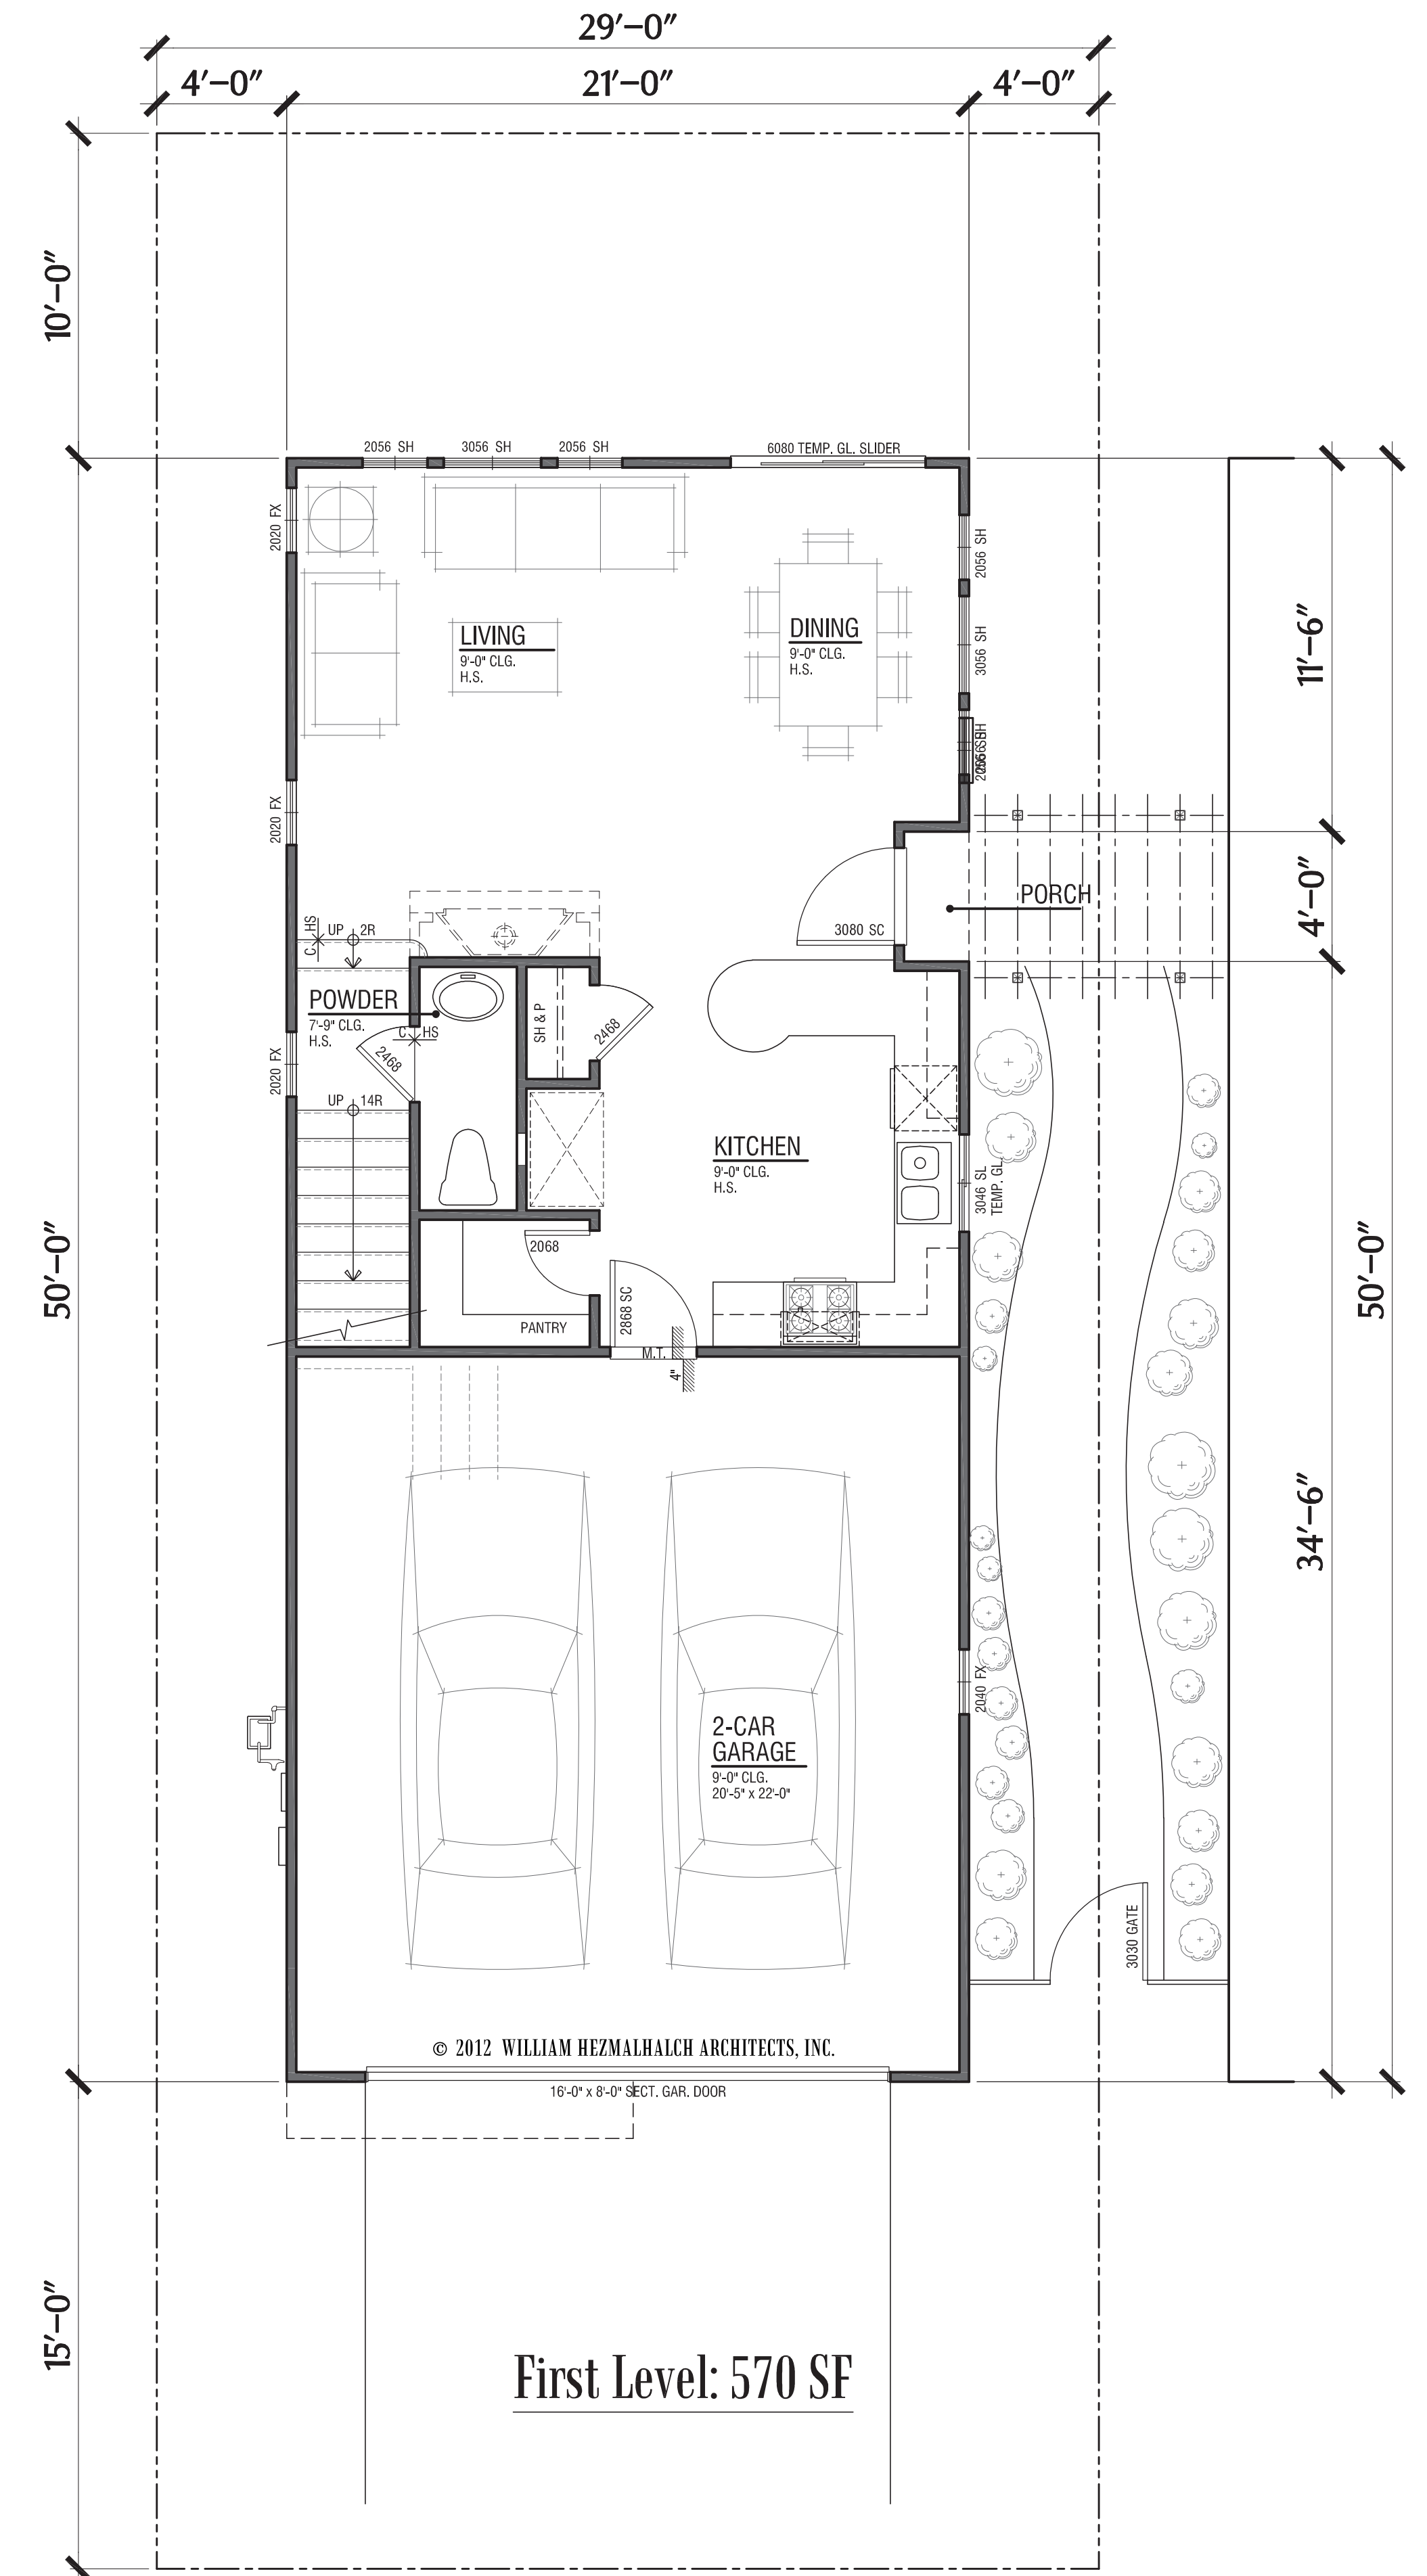 29′–0″
4′–0″
21′–0″
4′–0″
10′–0″
2056 SH
3056 SH
2056 SH
6080 TEMP. GL. SLIDER
2020 FX
2056 SH
LIVING
9'-0" CLG.
H.S.
DINING
9'-0" CLG.
H.S.
3056 SH
11′–6″
2020 FX
PORCH
4′–0″
C HS
UP 2R
3080 SC
POWDER
7'-9" CLG.
H.S.
C HS
2468
SH & P
2468
2020 FX
UP 14R
KITCHEN
9'-0" CLG.
H.S.
3046 SL
TEMP. GL.
50′–0″
50′–0″
2068
2868 SC
PANTRY
M.T.
4"
34′–6″
2040 FX
2-CAR
GARAGE
9'-0" CLG.
20'-5" x 22'-0"
3030 GATE
© 2012 WILLIAM HEZMALHALCH ARCHITECTS, INC.
16'-0" x 8'-0" SECT. GAR. DOOR
15′–0″
First Level: 570 SF